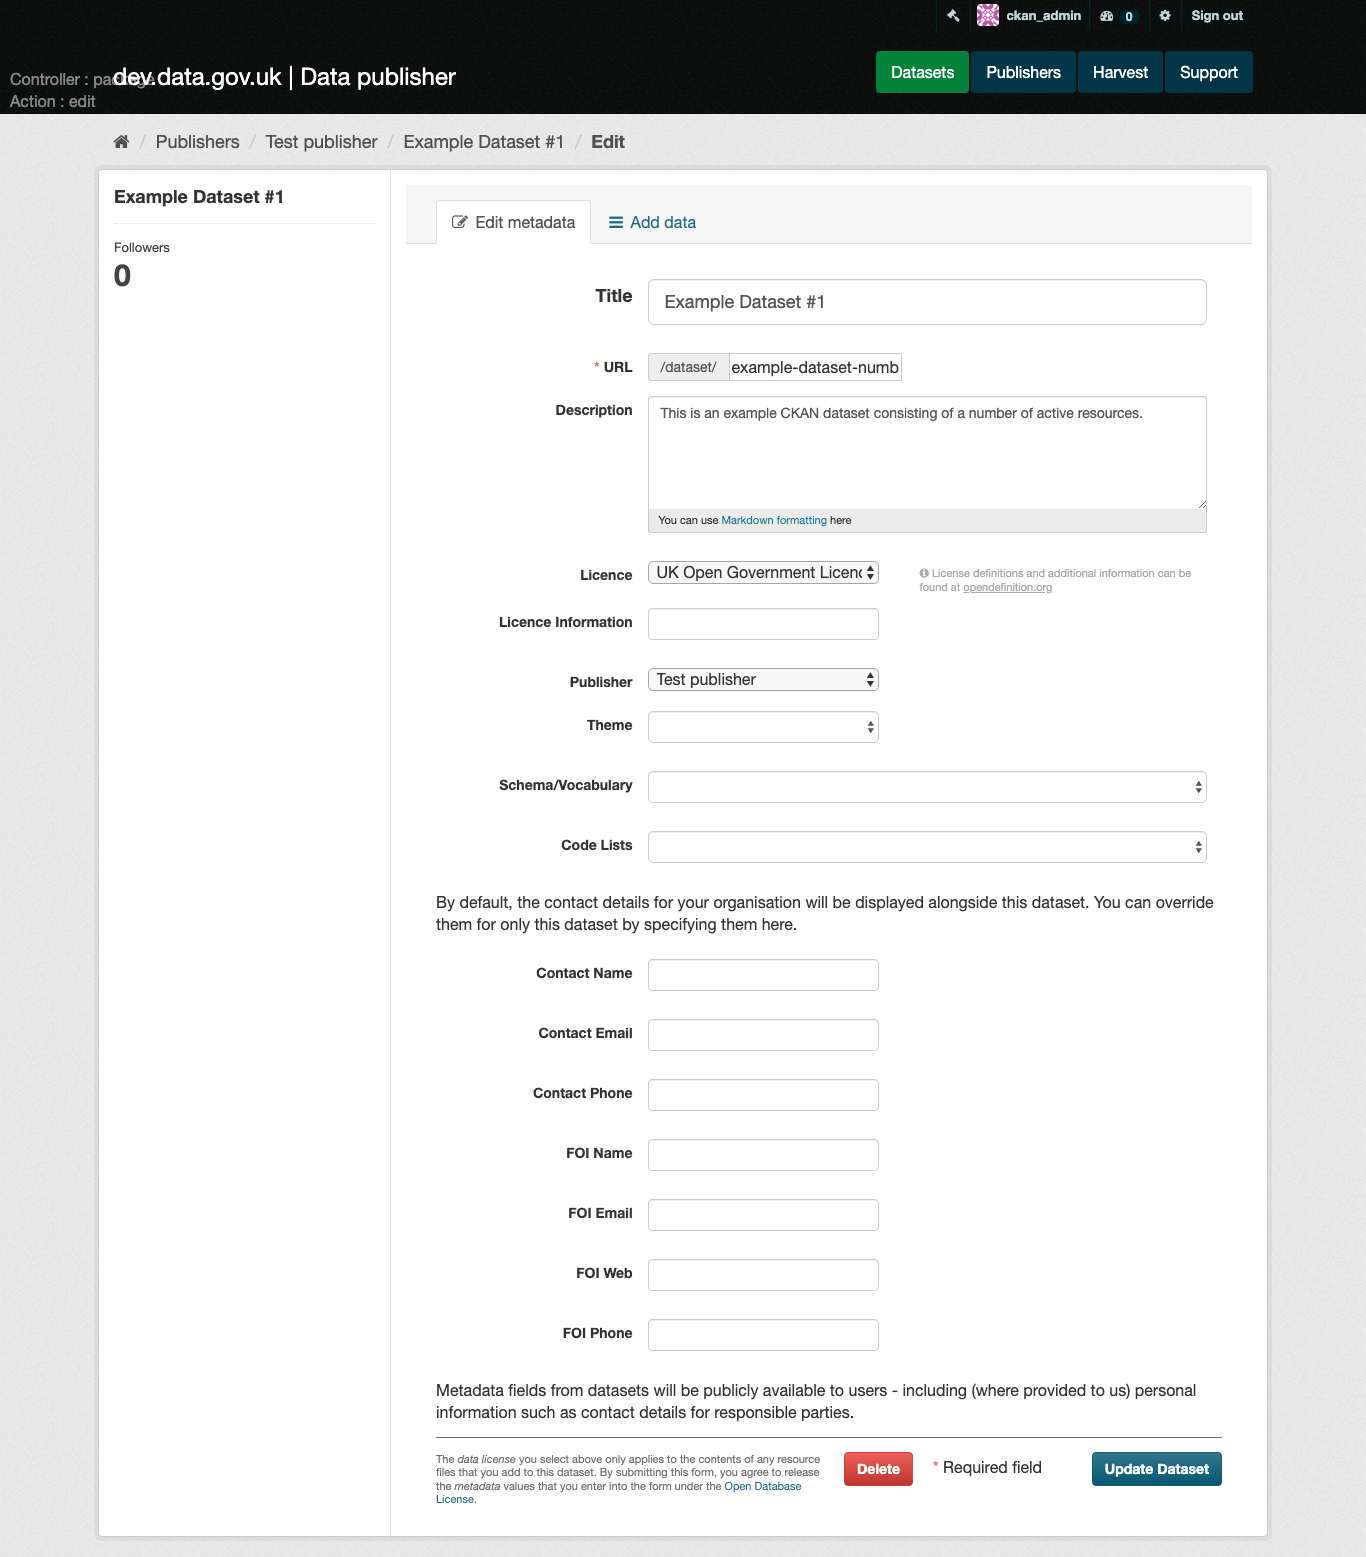 ckan_admin 0 Sign out
Controller : package
Action : edit
dev.data.gov.uk | Data publisher
Datasets Publishers Harvest Support
/ Publishers / Test publisher / Example Dataset #1 / Edit
Example Dataset #1
Followers
0
Edit metadata Add data
Title Example Dataset #1
* URL /dataset/ example-dataset-numb
Description This is an example CKAN dataset consisting of a number of active resources.
You can use Markdown formatting here
Licence UK Open Government Licenc
License definitions and additional information can be
found at opendefinition.org
Licence Information
Publisher Test publisher
Theme
Schema/Vocabulary
Code Lists
By default, the contact details for your organisation will be displayed alongside this dataset. You can override
them for only this dataset by specifying them here.
Contact Name
Contact Email
Contact Phone
FOI Name
FOI Email
FOI Web
FOI Phone
Metadata fields from datasets will be publicly available to users - including (where provided to us) personal
information such as contact details for responsible parties.
The data license you select above only applies to the contents of any resource
files that you add to this dataset. By submitting this form, you agree to release
the metadata values that you enter into the form under the Open Database
License.
Delete * Required field Update Dataset